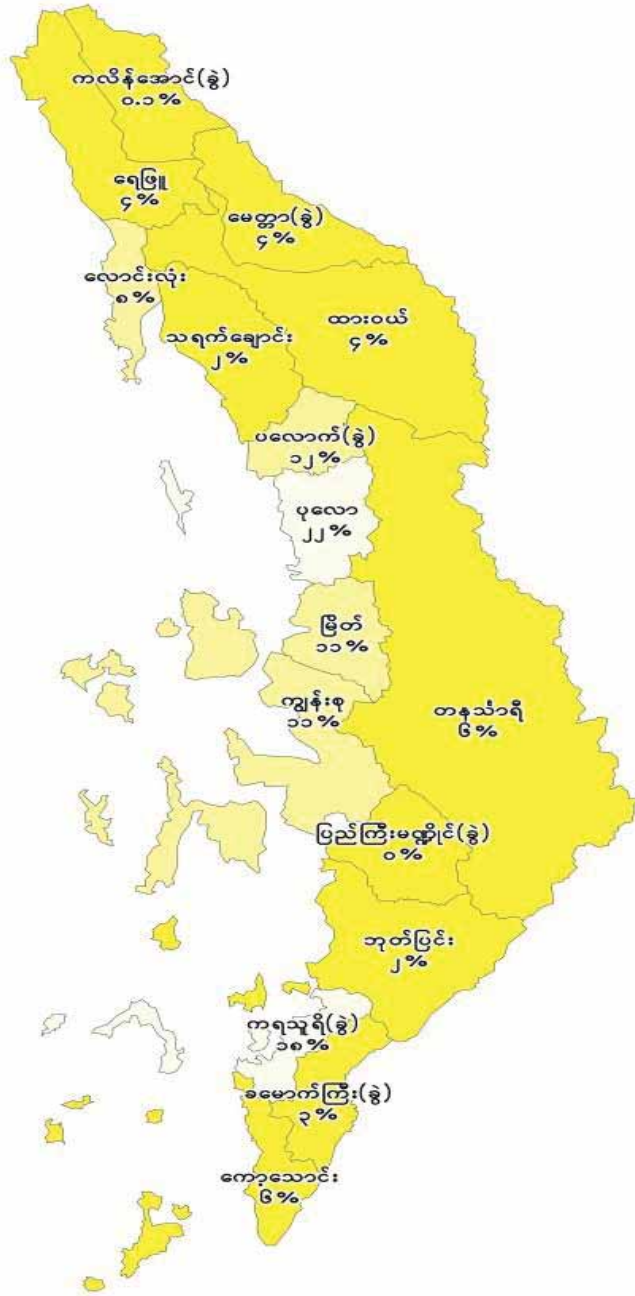 ကလိန်အောင်(ခွဲ)
၀.၁%
ရေဖြူ
၄%
မေတ္တာ(ခွဲ)
၄%
လောင်းလုံး
၈%
ထားဝယ်
၄%
သရက်ချောင်း
၂%
ပလောက်(ခွဲ)
၁၂%
ပုလော
၂၂%
မြိတ်
၁၁%
ကျွန်းစု
၁၁%
တနင်္သာရီ
၆%
ပြည်ကြီးမဏ္ဍိုင်(ခွဲ)
၀%
ဘုတ်ပြင်း
၂%
ကရသူရိ(ခွဲ)
၁၈%
ခမောက်ကြီး(ခွဲ)
၃%
ကော့သောင်း
၆%